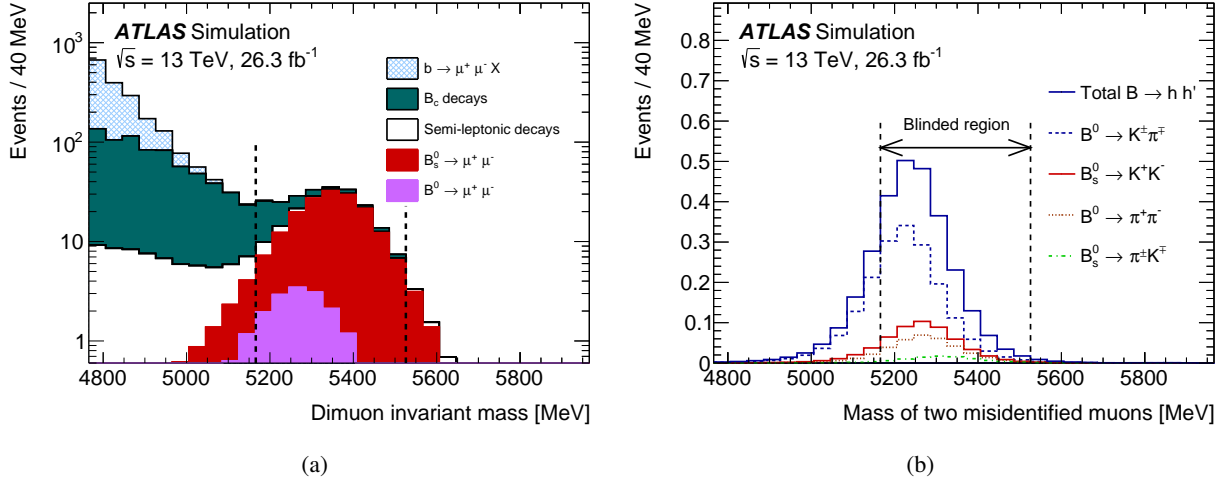 ATLAS Simulation
√s = 13 TeV, 26.3 fb⁻¹
Events / 40 MeV
10³
10²
10
1
b → μ⁺ μ⁻ X
B_c decays
Semi-leptonic decays
B⁰_s → μ⁺ μ⁻
B⁰ → μ⁺ μ⁻
4800 5000 5200 5400 5600 5800
Dimuon invariant mass [MeV]
(a)
ATLAS Simulation
√s = 13 TeV, 26.3 fb⁻¹
Events / 40 MeV
0.8
0.7
0.6
0.5
0.4
0.3
0.2
0.1
0
Blinded region
Total B → h h'
B⁰ → K^±π^∓
B⁰_s → K⁺K⁻
B⁰ → π⁺π⁻
B⁰_s → π^±K^∓
4800 5000 5200 5400 5600 5800
Mass of two misidentified muons [MeV]
(b)